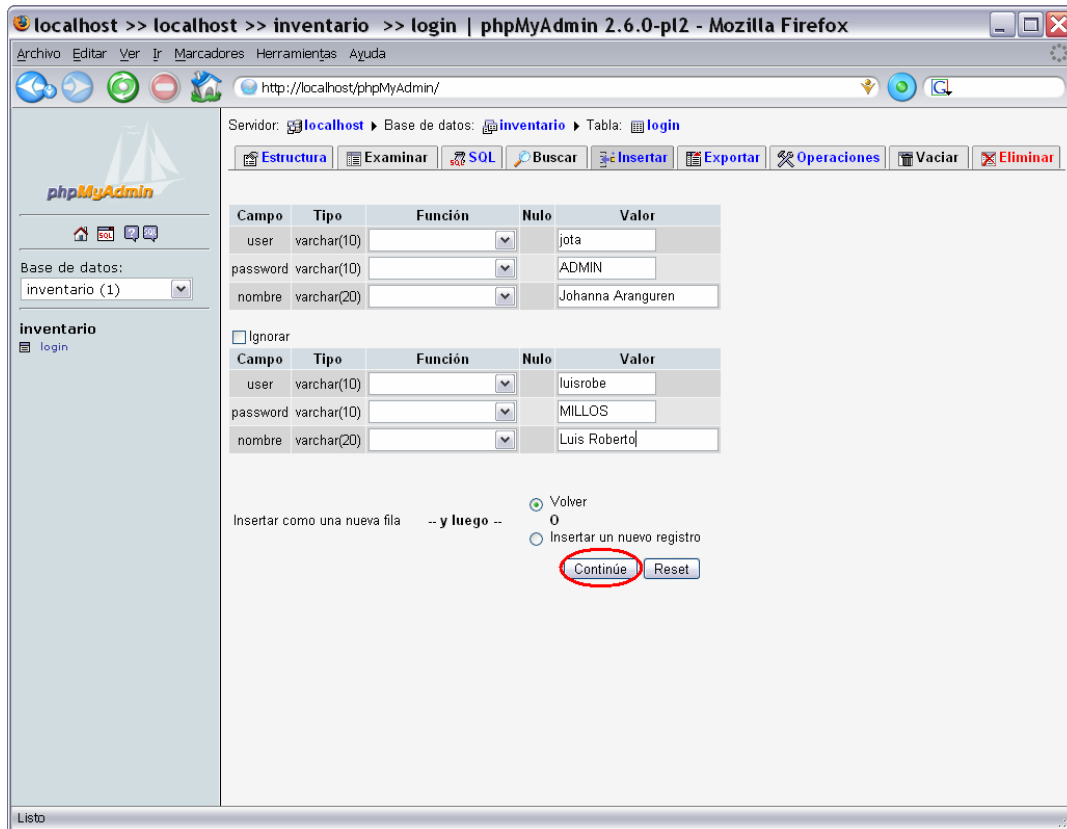 localhost >> localhost >> inventario >> login | phpMyAdmin 2.6.0-pl2 - Mozilla Firefox
Archivo Editar Ver Ir Marcadores Herramientas Ayuda
http://localhost/phpMyAdmin/ G
phpMyAdmin
SQL
Base de datos:
inventario (1)
inventario
login
Servidor: localhost Base de datos: inventario Tabla: login
Estructura Examinar SQL Buscar Insertar Exportar Operaciones Vaciar Eliminar
Campo Tipo Función Nulo Valor
user varchar(10) jota
password varchar(10) ADMIN
nombre varchar(20) Johanna Aranguren
Ignorar
Campo Tipo Función Nulo Valor
user varchar(10) luisrobe
password varchar(10) MILLOS
nombre varchar(20) Luis Roberto
Volver
Insertar como una nueva fila -- y luego -- O
Insertar un nuevo registro
Continúe Reset
Listo